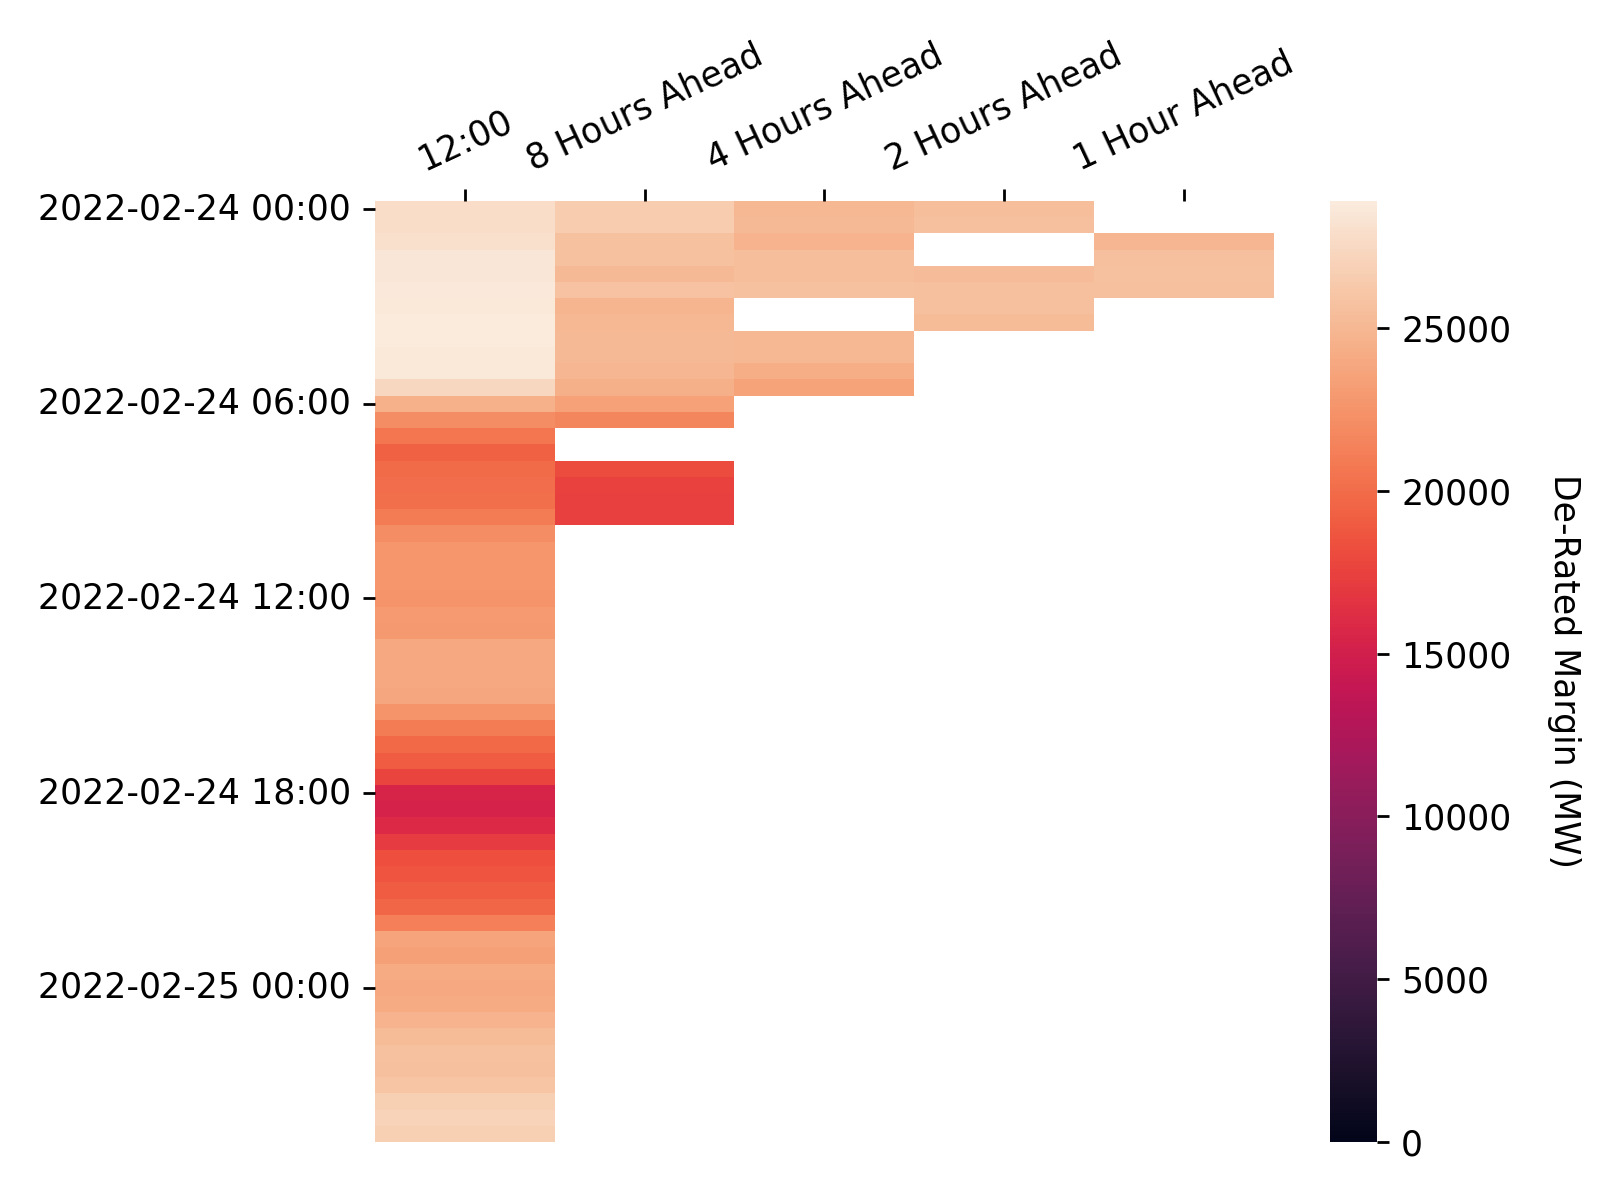 12:00
8 Hours Ahead
4 Hours Ahead
2 Hours Ahead
1 Hour Ahead
2022-02-24 00:00
2022-02-24 06:00
2022-02-24 12:00
2022-02-24 18:00
2022-02-25 00:00
25000
20000
15000
10000
5000
0
De-Rated Margin (MW)